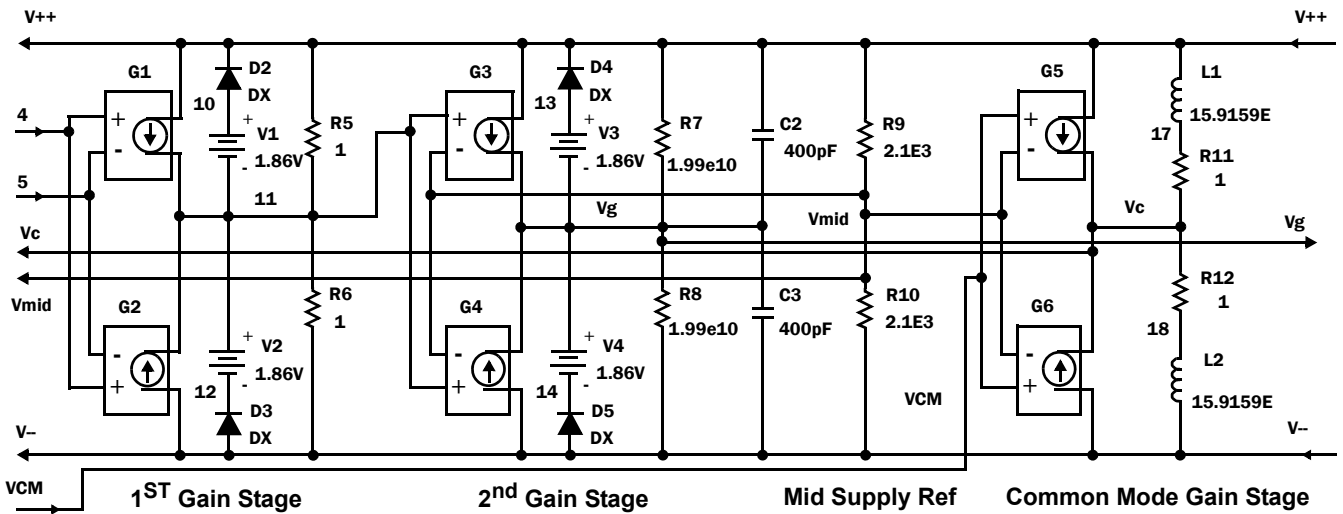 V++
V++
G1
D2
DX
G3
D4
DX
G5
L1
15.9159E
4
10
+
V1
1.86V
-
R5
1
13
+
V3
1.86V
-
R7
1.99e10
C2
400pF
R9
2.1E3
17
R11
1
+
-
+
-
+
-
5
11
Vg
Vmid
Vc
Vg
Vc
Vmid
G2
R6
1
G4
R8
1.99e10
C3
400pF
R10
2.1E3
G6
R12
1
18
-
+
+
V2
1.86V
-
12
-
+
+
V4
1.86V
-
14
-
+
L2
15.9159E
D3
DX
D5
DX
VCM
V--
V--
VCM
1ST Gain Stage
2nd Gain Stage
Mid Supply Ref
Common Mode Gain Stage